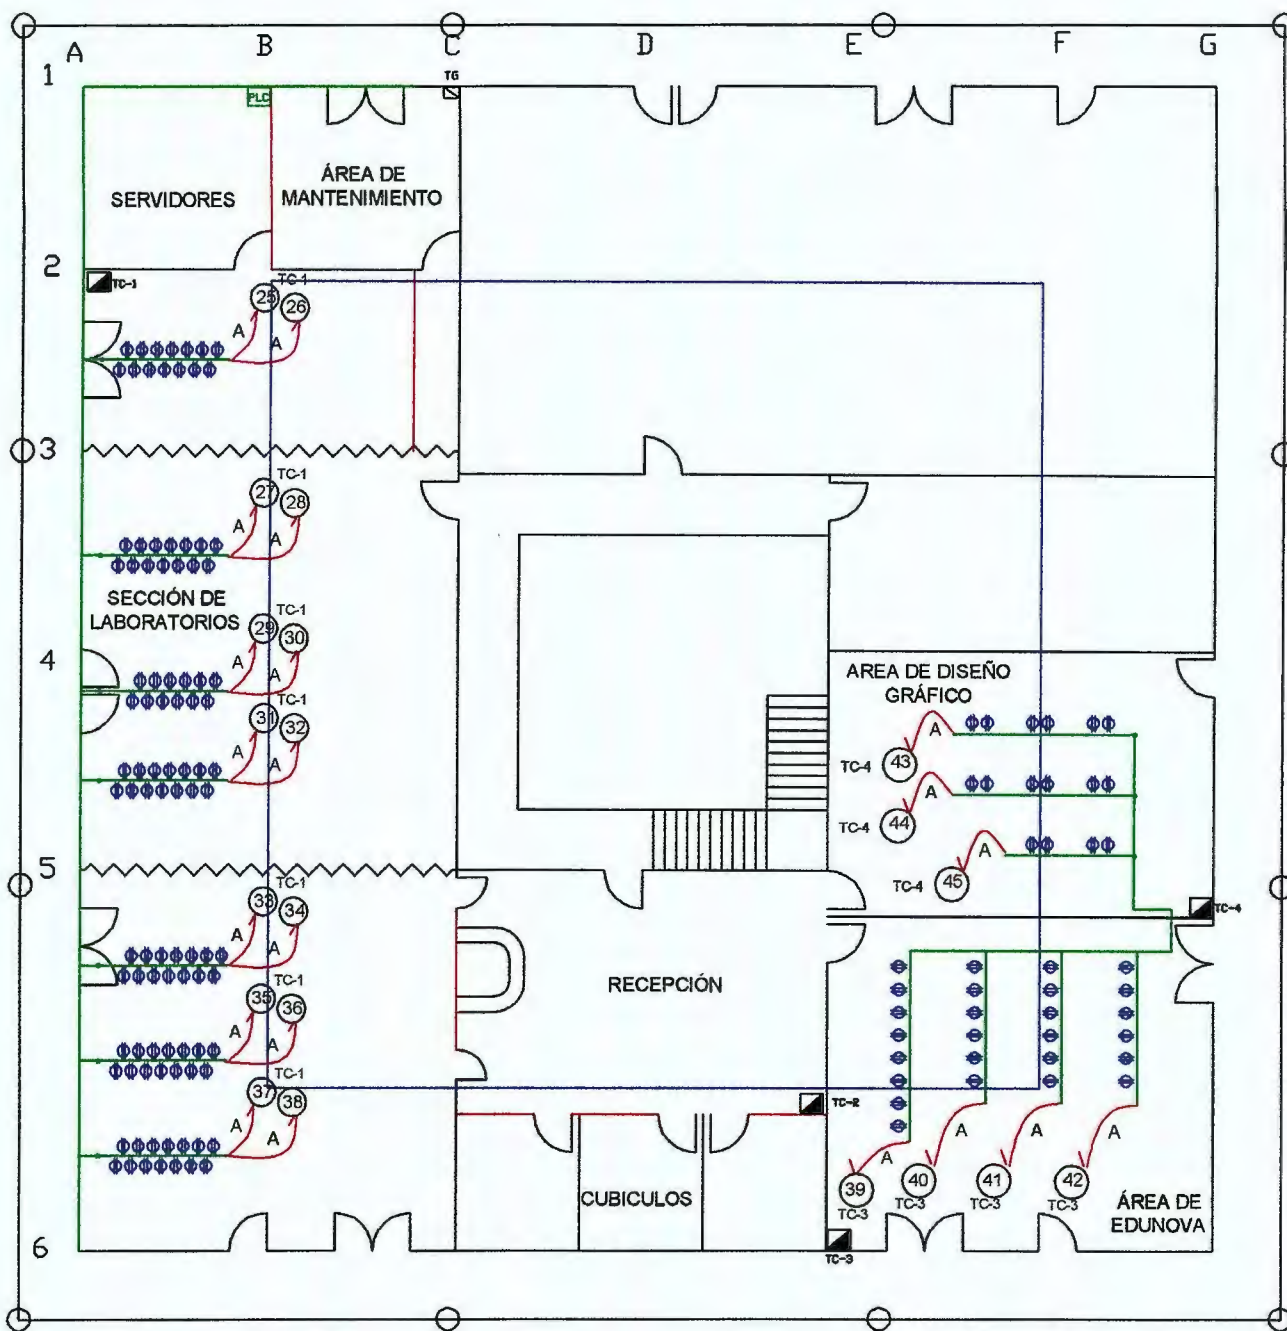 A B C D E F G
1
PLC
TG
SERVIDORES
ÁREA DE
MANTENIMIENTO
2
TC-1
TC-1
25
26
A
A
3
TC-1
27
28
A
A
SECCIÓN DE
LABORATORIOS
TC-1
29
30
A
A
4
TC-1
31
32
A
A
AREA DE DISEÑO
GRÁFICO
A
TC-4
43
A
TC-4
44
A
TC-4
45
5
TC-1
33
34
A
A
TC-4
RECEPCIÓN
TC-1
35
36
A
A
TC-1
37
38
A
A
TC-2
CUBICULOS
A
A
A
A
39
40
41
42
TC-3
TC-3
TC-3
TC-3
ÁREA DE
EDUNOVA
6
TC-3